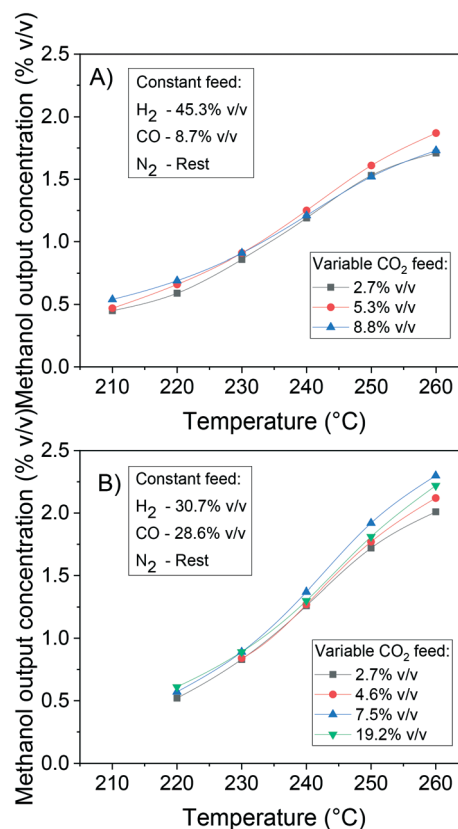 Methanol output concentration (% v/v)
2.5
2.0
1.5
1.0
0.5
0.0
A)
Constant feed:
H2 - 45.3% v/v
CO - 8.7% v/v
N2 - Rest
Variable CO2 feed:
2.7% v/v
5.3% v/v
8.8% v/v
210 220 230 240 250 260
Temperature (°C)
Methanol output concentration (% v/v)
2.5
2.0
1.5
1.0
0.5
0.0
B)
Constant feed:
H2 - 30.7% v/v
CO - 28.6% v/v
N2 - Rest
Variable CO2 feed:
2.7% v/v
4.6% v/v
7.5% v/v
19.2% v/v
210 220 230 240 250 260
Temperature (°C)